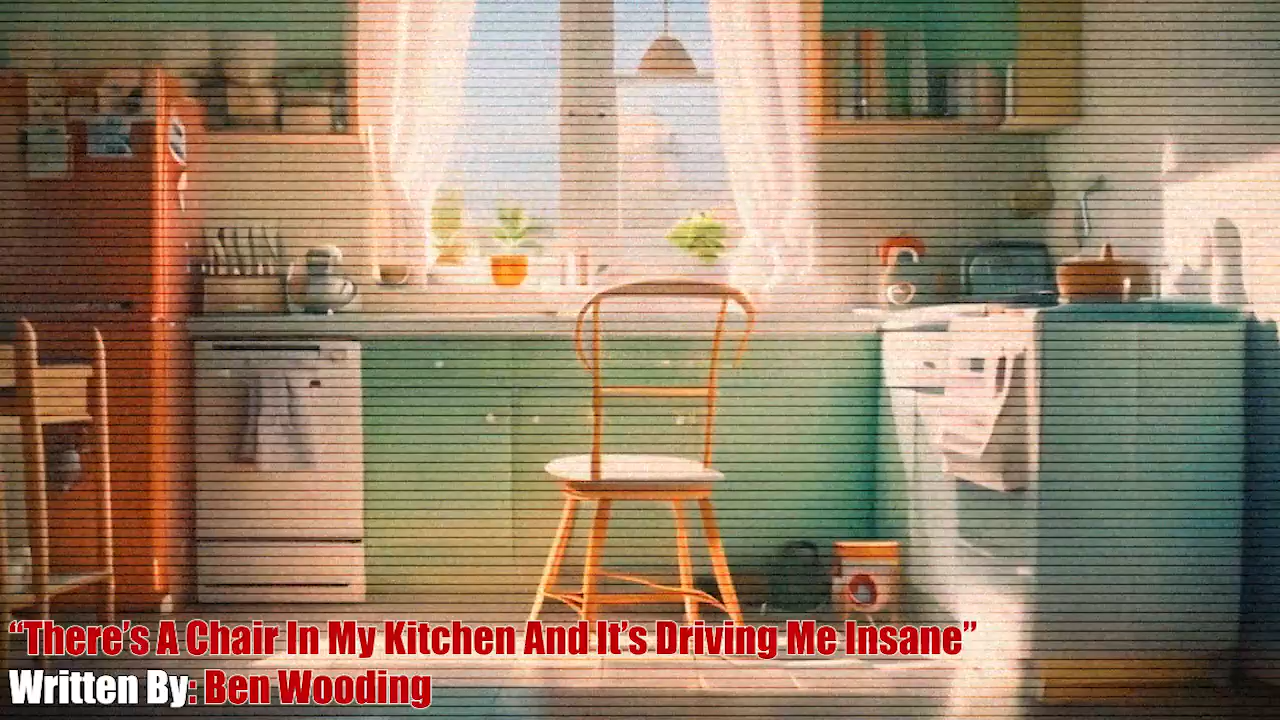 “There’s A Chair In My Kitchen And It’s Driving Me Insane”
Written By: Ben Wooding